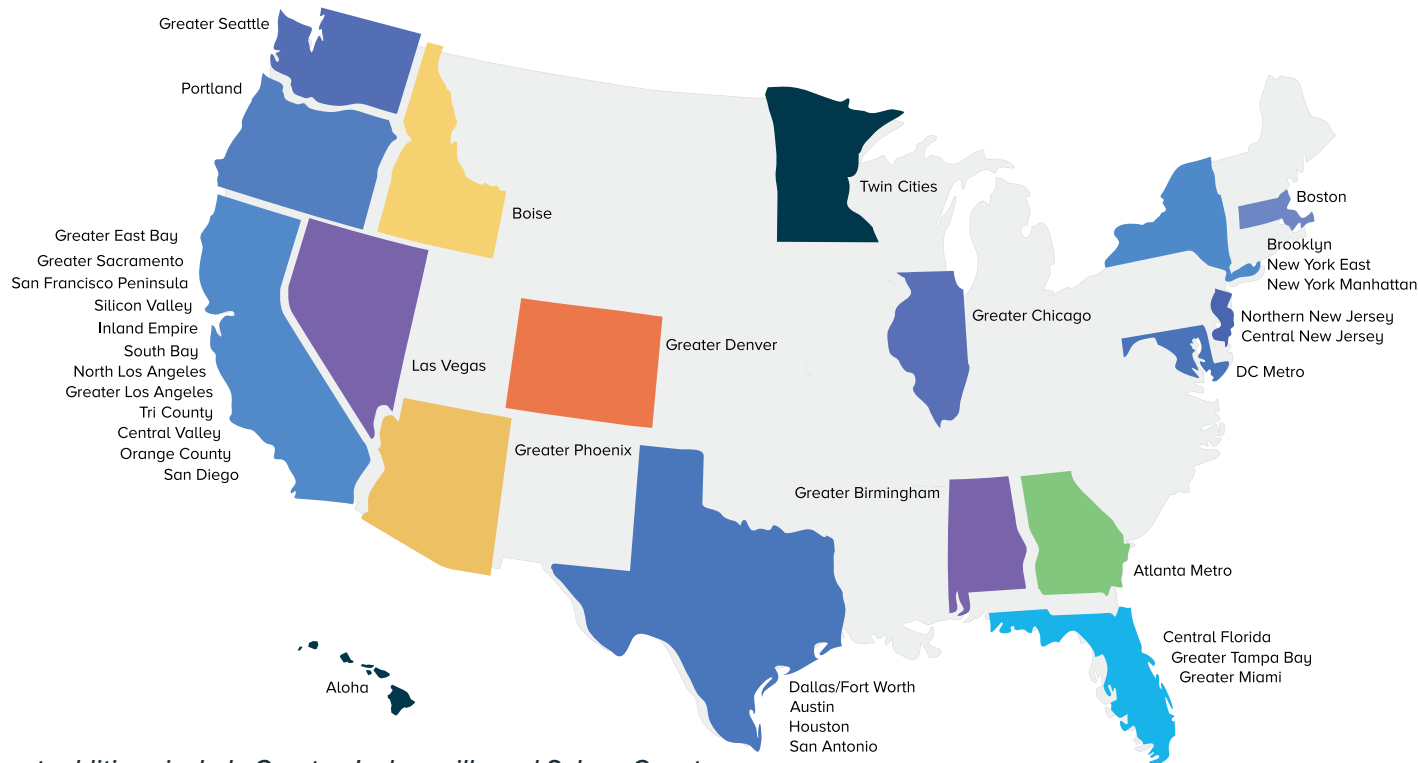 Greater Seattle
Portland
Boise
Twin Cities
Boston
Brooklyn
New York East
New York Manhattan
Northern New Jersey
Central New Jersey
DC Metro
Greater East Bay
Greater Sacramento
San Francisco Peninsula
Silicon Valley
Inland Empire
South Bay
North Los Angeles
Greater Los Angeles
Tri County
Central Valley
Orange County
San Diego
Las Vegas
Greater Denver
Greater Chicago
Greater Phoenix
Greater Birmingham
Atlanta Metro
Central Florida
Greater Tampa Bay
Greater Miami
Aloha
Dallas/Fort Worth
Austin
Houston
San Antonio